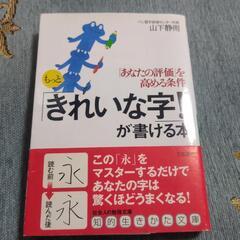 ペン習字研修センター所長
山下静雨
「あなたの評価」を
高める条件
もっと
「きれいな字!」
が書ける本
読む前
永
読んだ後
永
この「永」を
マスターするだけで
あなたの字は
驚くほどうまくなる!
知的生きかた文庫